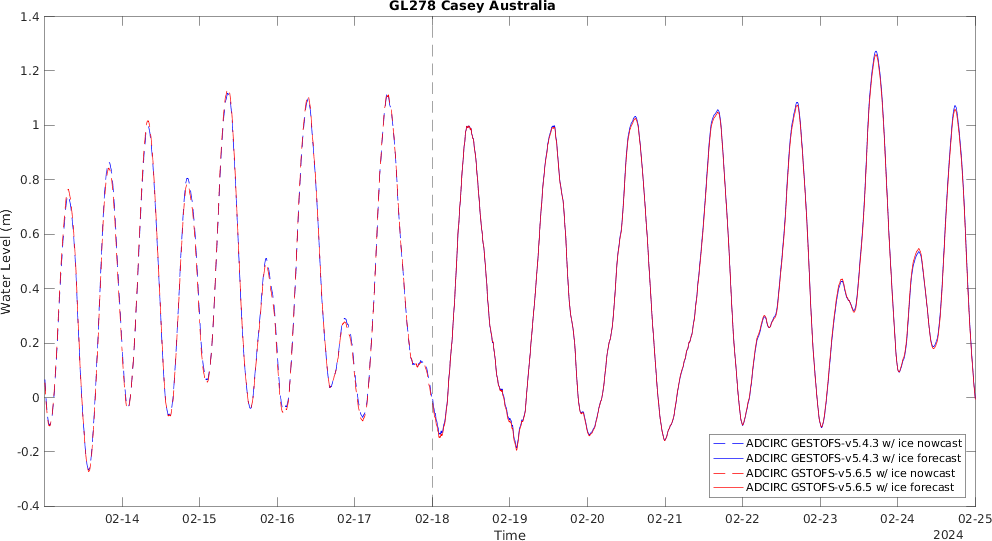 GL278 Casey Australia
Water Level (m)
1.4
1.2
1
0.8
0.6
0.4
0.2
0
-0.2
-0.4
ADCIRC GESTOFS-v5.4.3 w/ ice nowcast
ADCIRC GESTOFS-v5.4.3 w/ ice forecast
ADCIRC GSTOFS-v5.6.5 w/ ice nowcast
ADCIRC GSTOFS-v5.6.5 w/ ice forecast
02-14 02-15 02-16 02-17 02-18 02-19 02-20 02-21 02-22 02-23 02-24 02-25
Time
2024